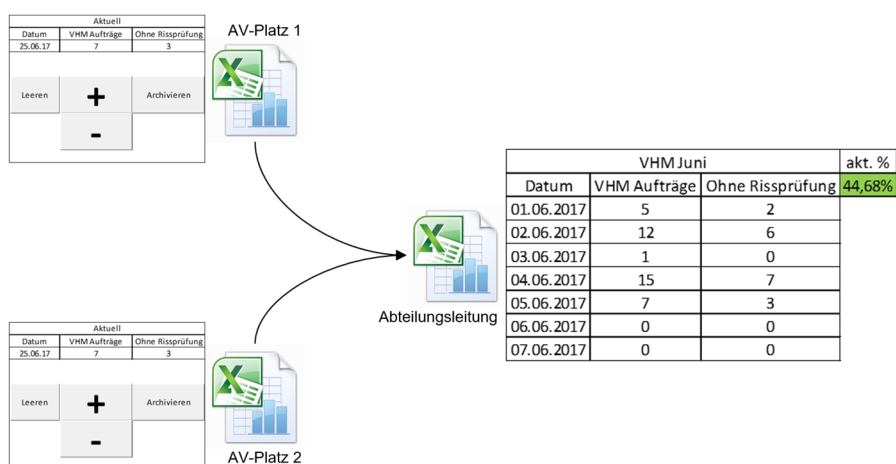 AV-Platz 1
Aktuell
Datum VHM Aufträge Ohne Rissprüfung
25.06.17 7 3
Leeren + Archivieren
-
VHM Juni akt. %
Datum VHM Aufträge Ohne Rissprüfung 44,68%
01.06.2017 5 2
02.06.2017 12 6
03.06.2017 1 0
04.06.2017 15 7
05.06.2017 7 3
06.06.2017 0 0
07.06.2017 0 0
Abteilungsleitung
Aktuell
Datum VHM Aufträge Ohne Rissprüfung
25.06.17 7 3
Leeren + Archivieren
-
AV-Platz 2